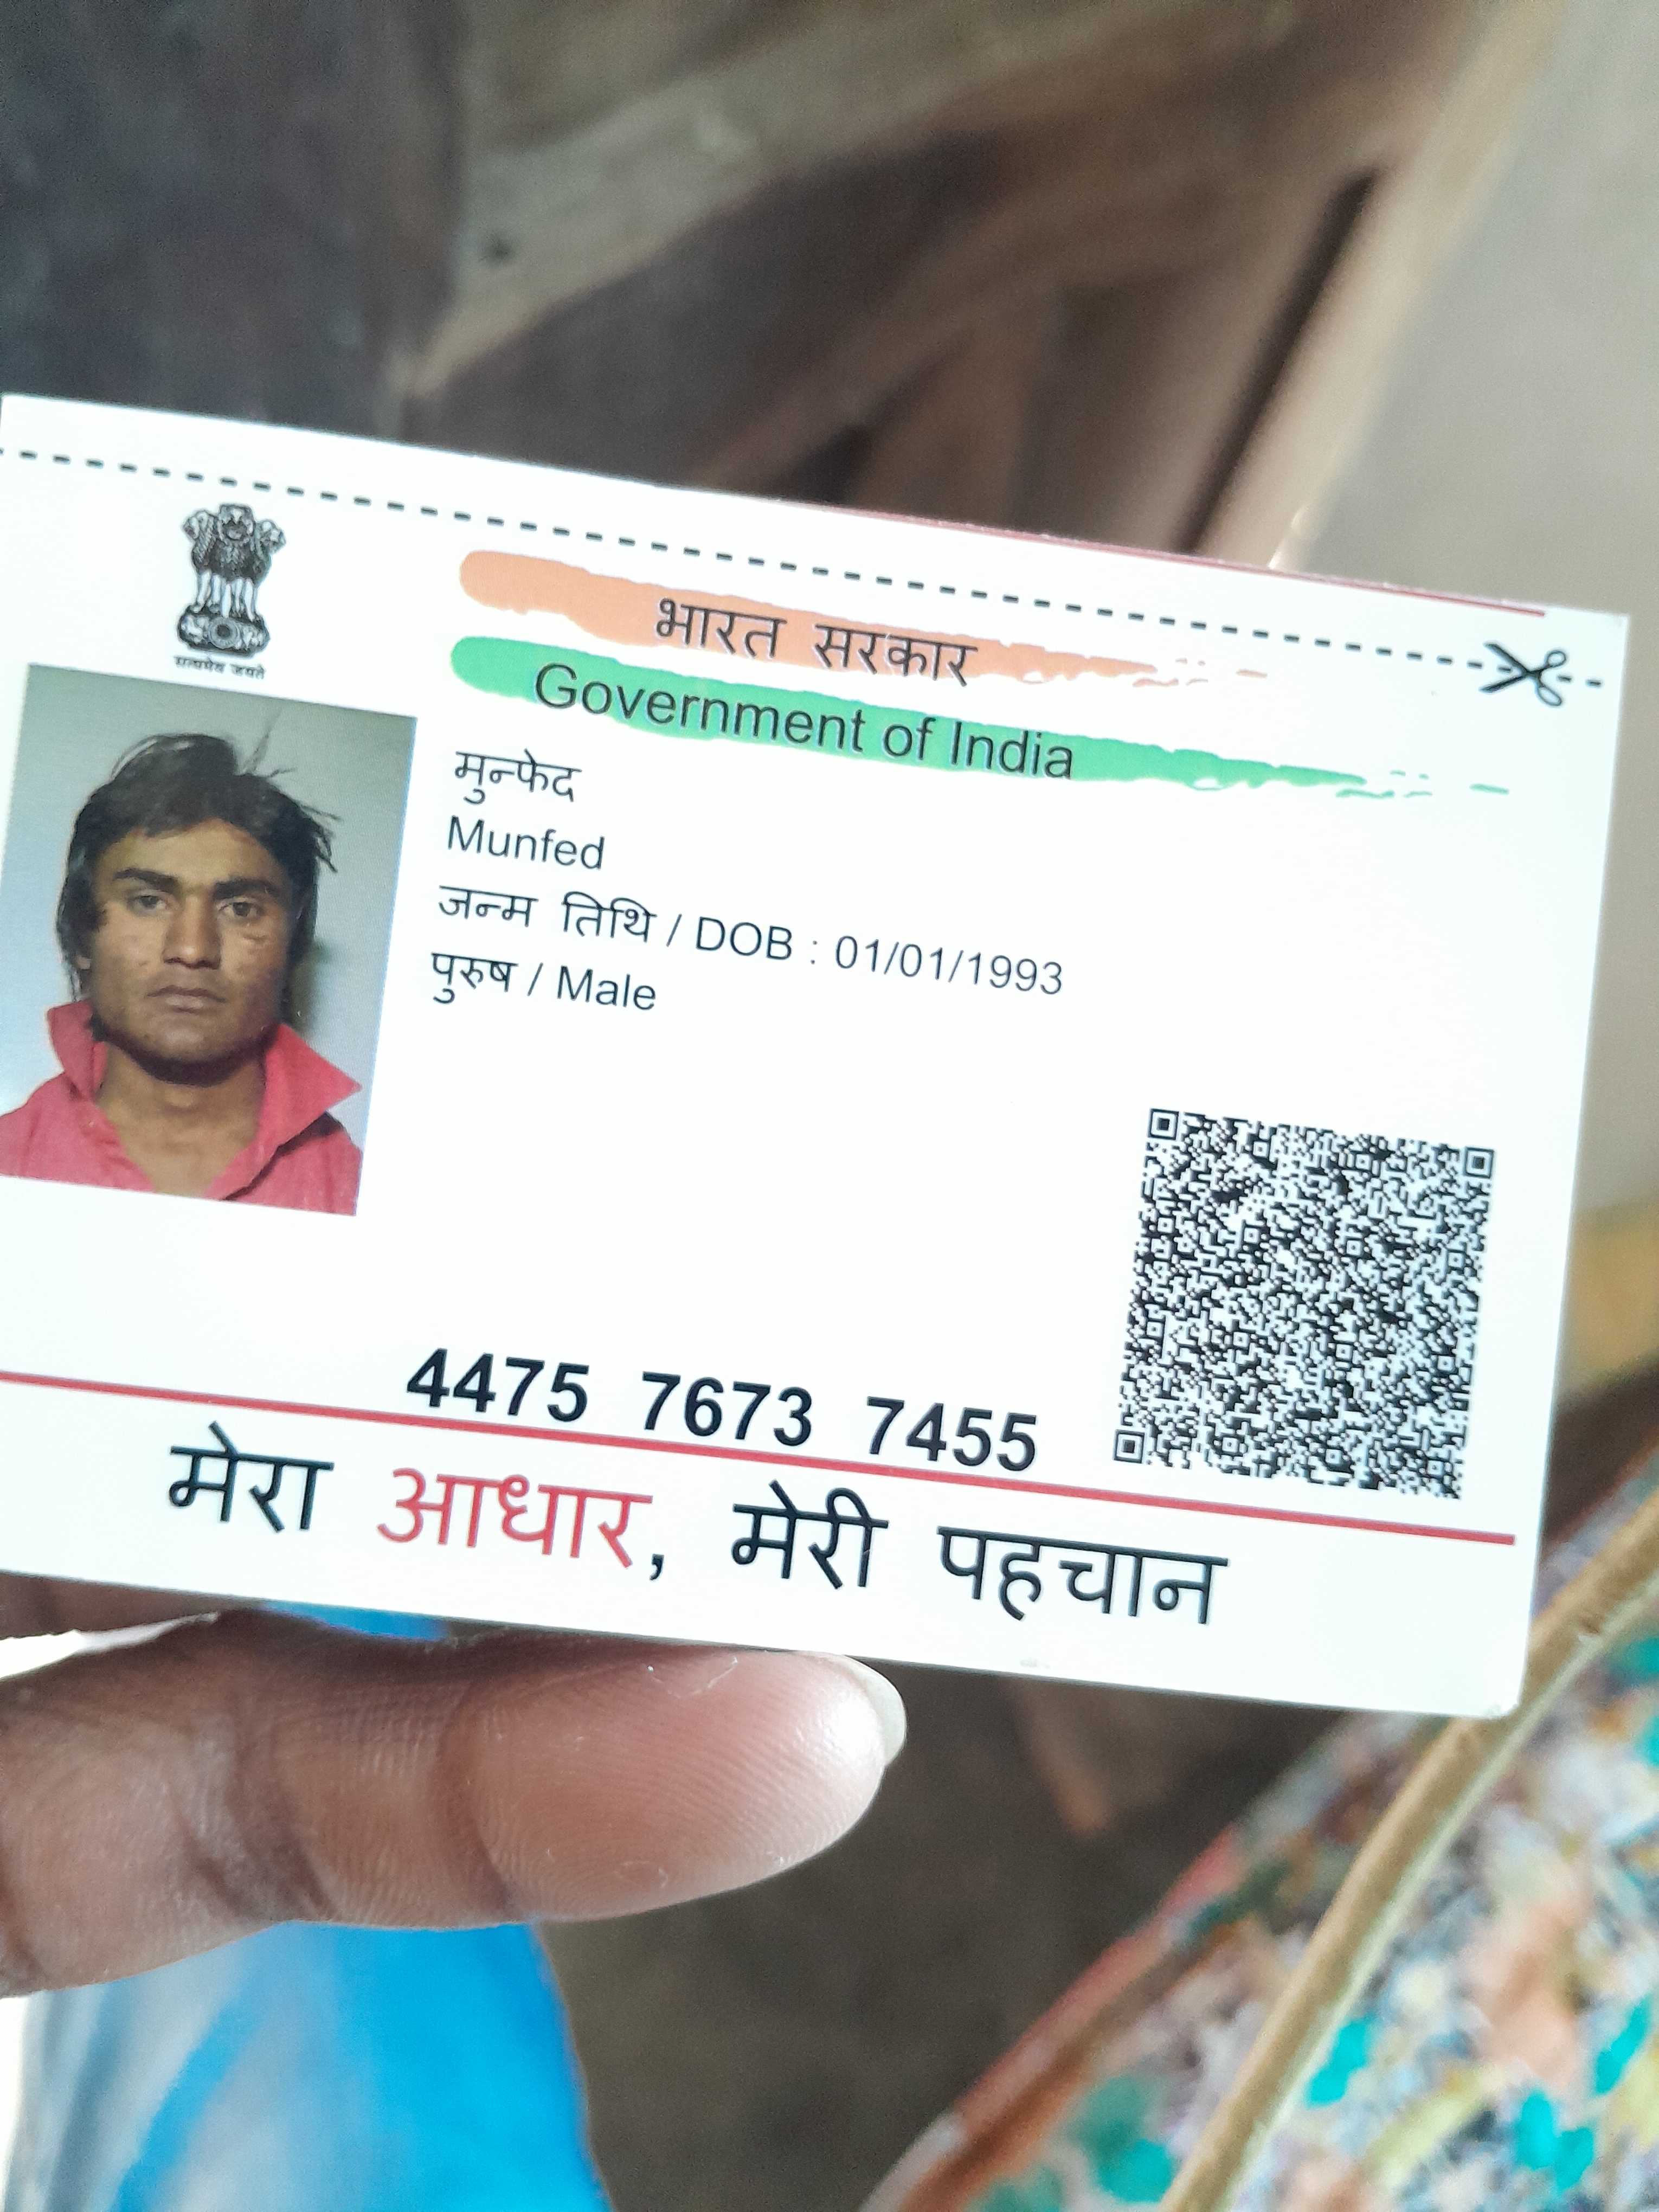 सत्यमेव जयते
भारत सरकार
Government of India
मुन्फेद
Munfed
जन्म तिथि / DOB : 01/01/1993
पुरुष / Male
4475 7673 7455
मेरा आधार, मेरी पहचान